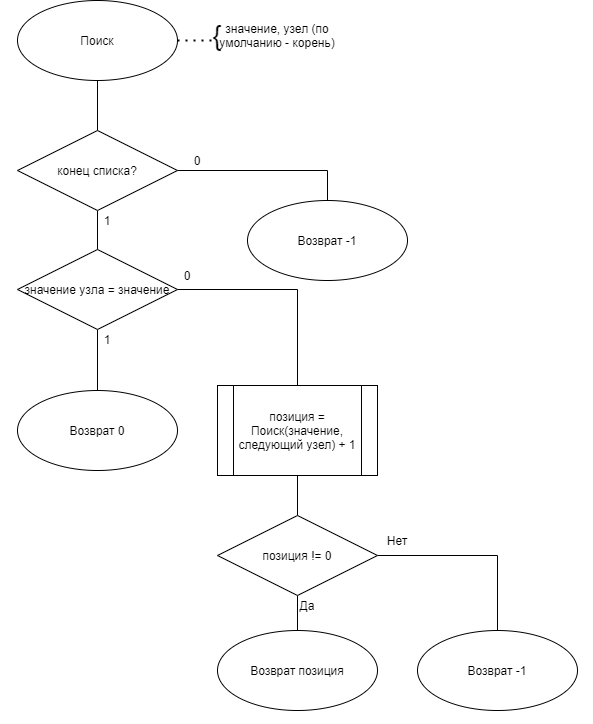 Поиск
значение, узел (по
умолчанию - корень)
конец списка?
0
Возврат -1
1
значение узла = значение
0
1
Возврат 0
позиция =
Поиск(значение,
следующий узел) + 1
позиция != 0
Нет
Да
Возврат позиция
Возврат -1